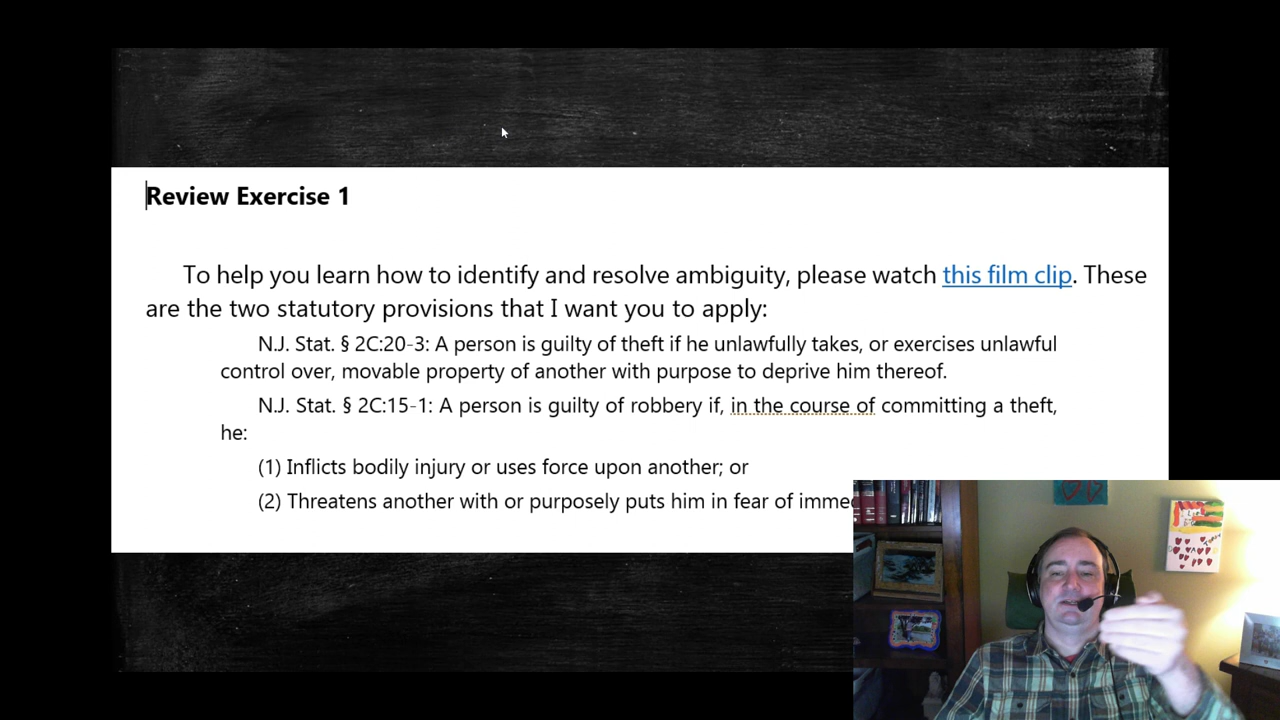 Review Exercise 1
To help you learn how to identify and resolve ambiguity, please watch this film clip. These
are the two statutory provisions that I want you to apply:
N.J. Stat. § 2C:20-3: A person is guilty of theft if he unlawfully takes, or exercises unlawful
control over, movable property of another with purpose to deprive him thereof.
N.J. Stat. § 2C:15-1: A person is guilty of robbery if, in the course of committing a theft,
he:
(1) Inflicts bodily injury or uses force upon another; or
(2) Threatens another with or purposely puts him in fear of